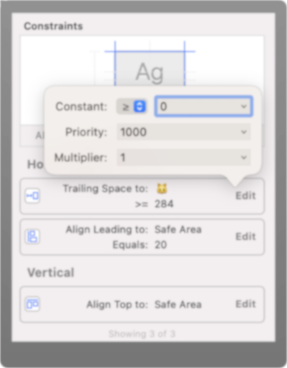 Constraints
Ag
Constant: ≥ 0
Priority: 1000
Multiplier: 1
Ho
Trailing Space to: 🐱
>= 284
Edit
Align Leading to: Safe Area
Equals: 20
Edit
Vertical
Align Top to: Safe Area
Edit
Showing 3 of 3